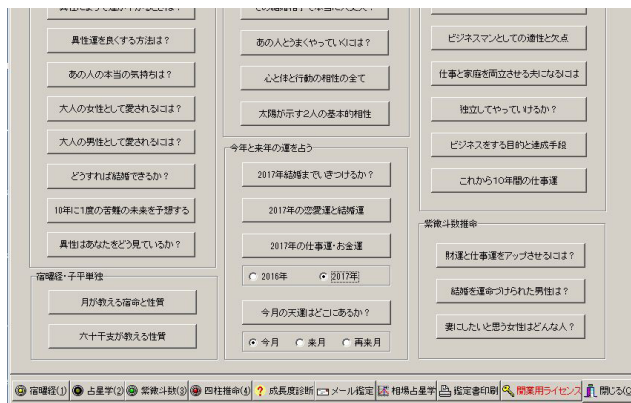 異性運を良くする方法は？
あの人の本当の気持ちは？
大人の女性として愛されるには？
大人の男性として愛されるには？
どうすれば結婚できるか？
10年に1度の苦難の未来を予想する
異性はあなたをどう見ているか？
宿曜経・子平単独
月が教える宿命と性質
六十干支が教える性質
あの人とうまくやっていくには？
心と体と行動の相性の全て
太陽が示す2人の基本的相性
今年と来年の運を占う
2017年結婚までいきつけるか？
2017年の恋愛運と結婚運
2017年の仕事運・お金運
2016年 2017年
今月の天運はどこにあるか？
今月 来月 再来月
ビジネスマンとしての適性と欠点
仕事と家庭を両立させる夫になるには
独立してやっていけるか？
ビジネスをする目的と達成手段
これから10年間の仕事運
紫微斗数推命
財運と仕事運をアップさせるには？
結婚を運命づけられた男性は？
妻にしたいと思う女性はどんな人？
宿曜経(1) 占星学(2) 紫微斗数(3) 四柱推命(4) 成長度診断 メール鑑定 相場占星学 鑑定書印刷 開業用ライセンス 閉じる(C